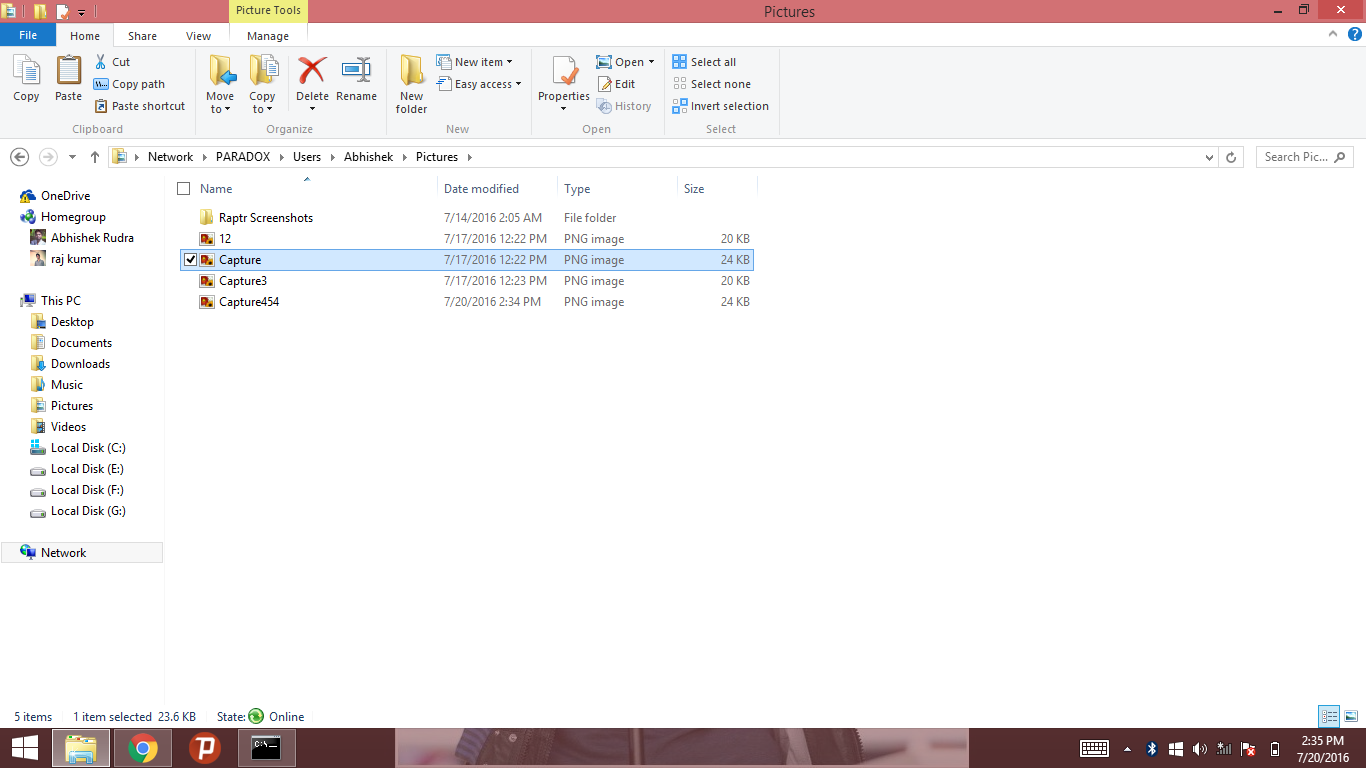 Picture Tools
Pictures
File Home Share View Manage
Copy Paste Cut Copy path Paste shortcut
Clipboard
Move to Copy to Delete Rename
Organize
New folder New item Easy access
New
Properties Open Edit History
Open
Select all Select none Invert selection
Select
Network PARADOX Users Abhishek Pictures
Search Pic...
OneDrive
Homegroup
Abhishek Rudra
raj kumar
This PC
Desktop
Documents
Downloads
Music
Pictures
Videos
Local Disk (C:)
Local Disk (E:)
Local Disk (F:)
Local Disk (G:)
Network
Name Date modified Type Size
Raptr Screenshots 7/14/2016 2:05 AM File folder
12 7/17/2016 12:22 PM PNG image 20 KB
Capture 7/17/2016 12:22 PM PNG image 24 KB
Capture3 7/17/2016 12:23 PM PNG image 20 KB
Capture454 7/20/2016 2:34 PM PNG image 24 KB
5 items 1 item selected 23.6 KB State: Online
C:\
2:35 PM
7/20/2016